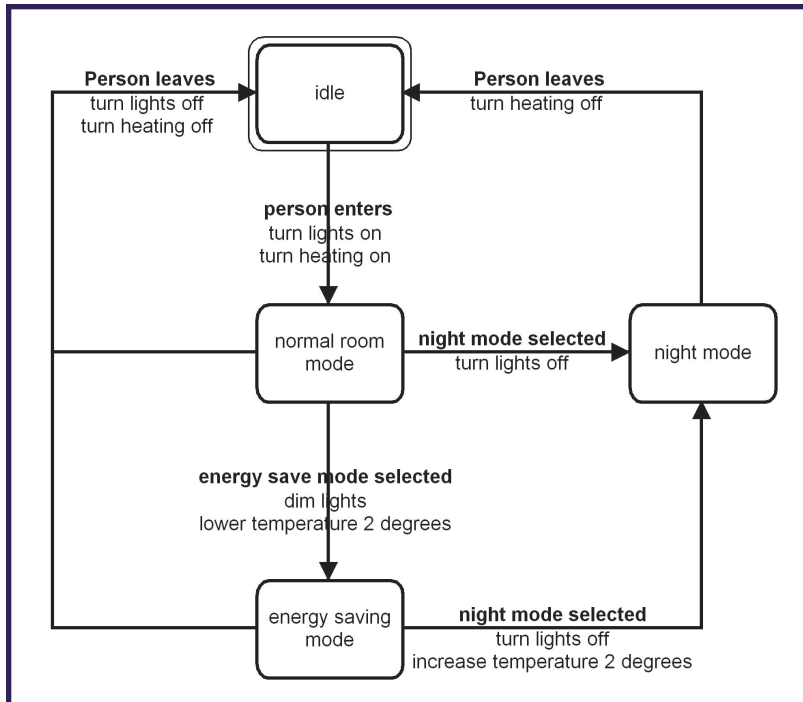 Person leaves
turn lights off
turn heating off
idle
Person leaves
turn heating off
person enters
turn lights on
turn heating on
normal room
mode
night mode selected
turn lights off
night mode
energy save mode selected
dim lights
lower temperature 2 degrees
energy saving
mode
night mode selected
turn lights off
increase temperature 2 degrees